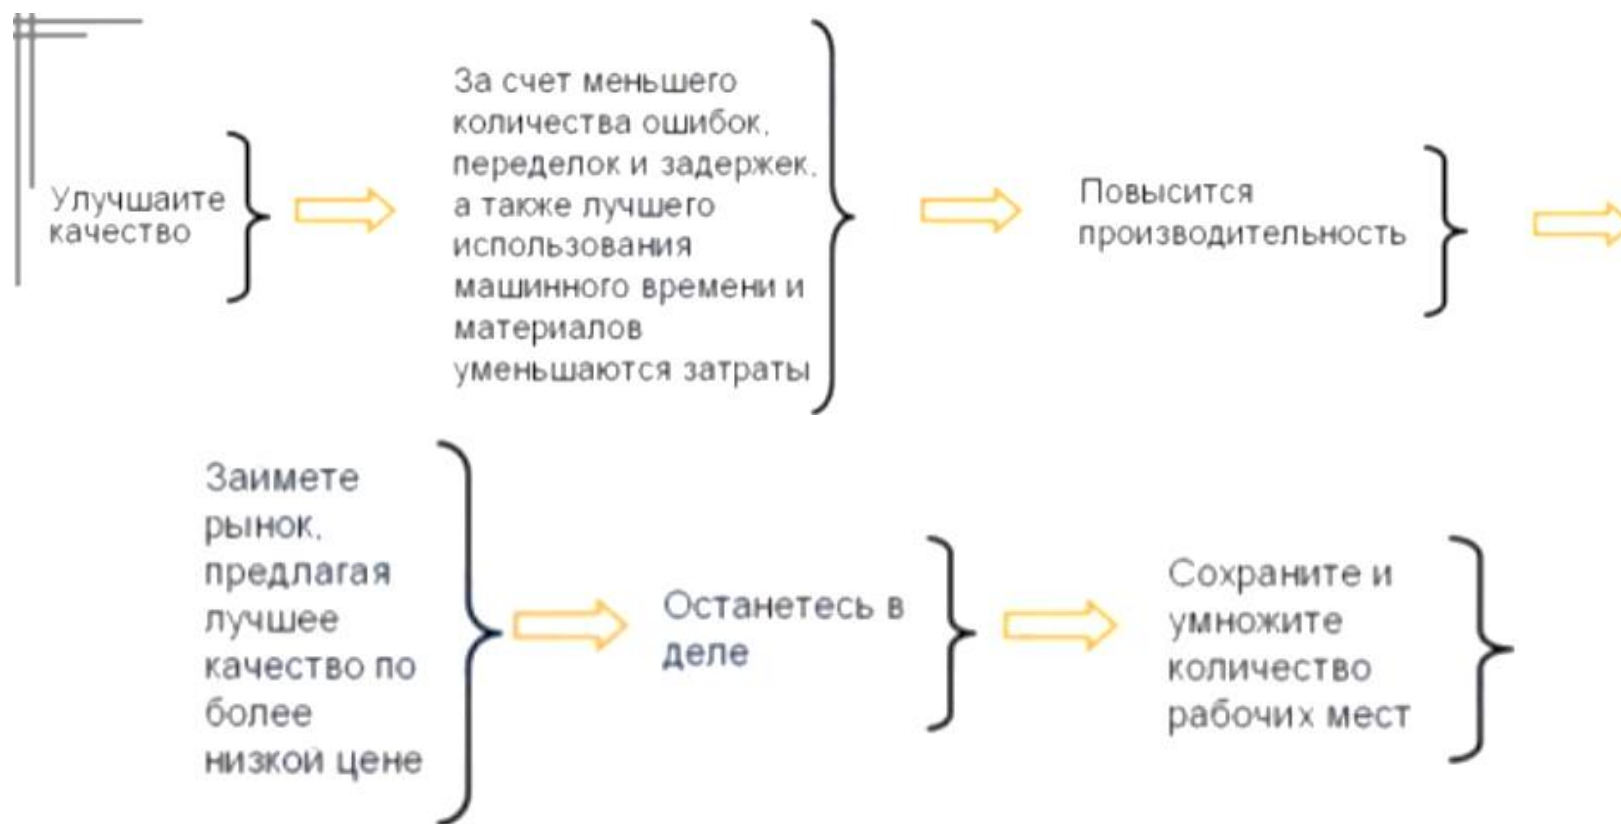 Улучшаите
качество
За счет меньшего
количества ошибок,
переделок и задержек,
а также лучшего
использования
машинного времени и
материалов
уменьшаются затраты
Повысится
производительность
Заимете
рынок,
предлагая
лучшее
качество по
более
низкой цене
Останетесь в
деле
Сохраните и
умножите
количество
рабочих мест